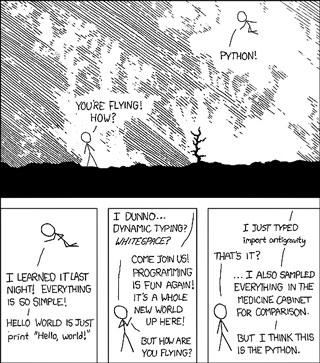 YOU'RE FLYING!
HOW?
PYTHON!
I LEARNED IT LAST
NIGHT! EVERYTHING
IS SO SIMPLE!
HELLO WORLD IS JUST
print "Hello, world!"
I DUNNO...
DYNAMIC TYPING?
WHITESPACE?
COME JOIN US!
PROGRAMMING
IS FUN AGAIN!
IT'S A WHOLE
NEW WORLD
UP HERE!
BUT HOW ARE
YOU FLYING?
I JUST TYPED
import antigravity
THAT'S IT?
...I ALSO SAMPLED
EVERYTHING IN THE
MEDICINE CABINET
FOR COMPARISON.
BUT I THINK THIS
IS THE PYTHON.